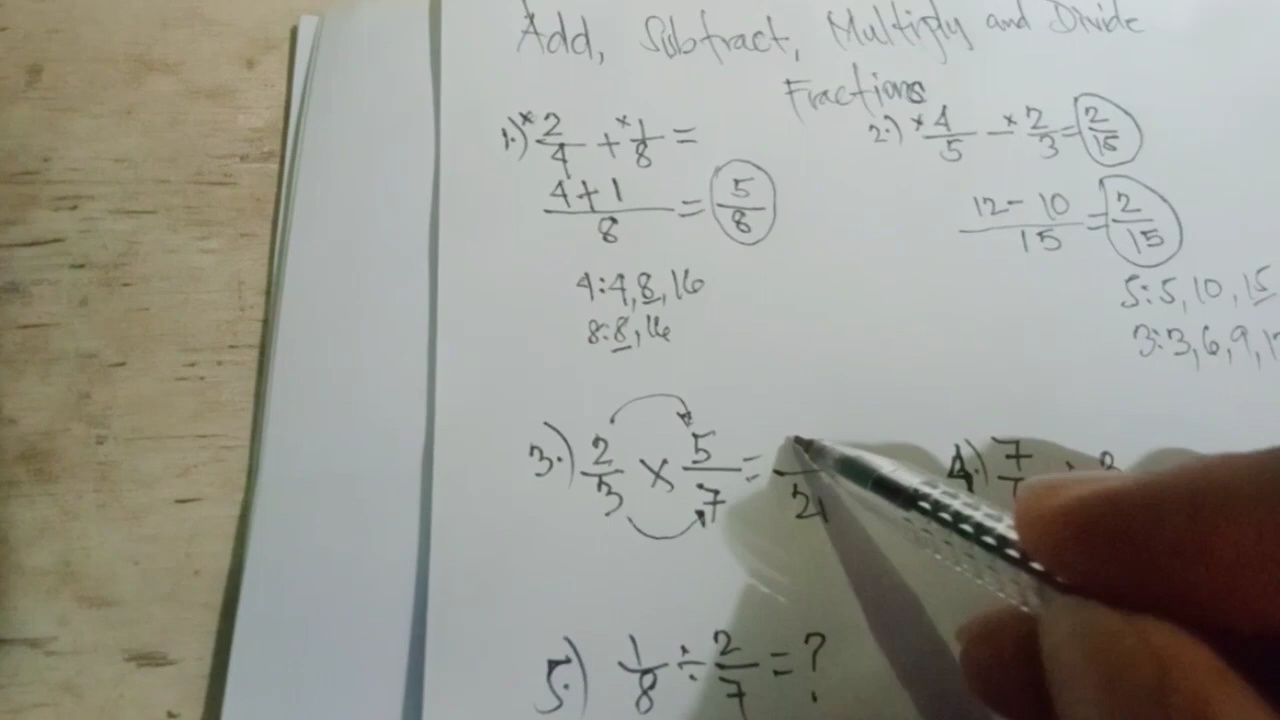 Add, Subtract, Multiply and Divide
Fractions
1.) × 2/4 + × 1/8 =
4+1/8 = 5/8
4:4,8,16
8:8,16
2.) × 4/5 − × 2/3 = 2/15
12-10/15 = 2/15
5:5,10,15
3:3,6,9,
3.) 2/3 × 5/7 = /21
4.) 7/
5.) 1/8 ÷ 2/7 = ?